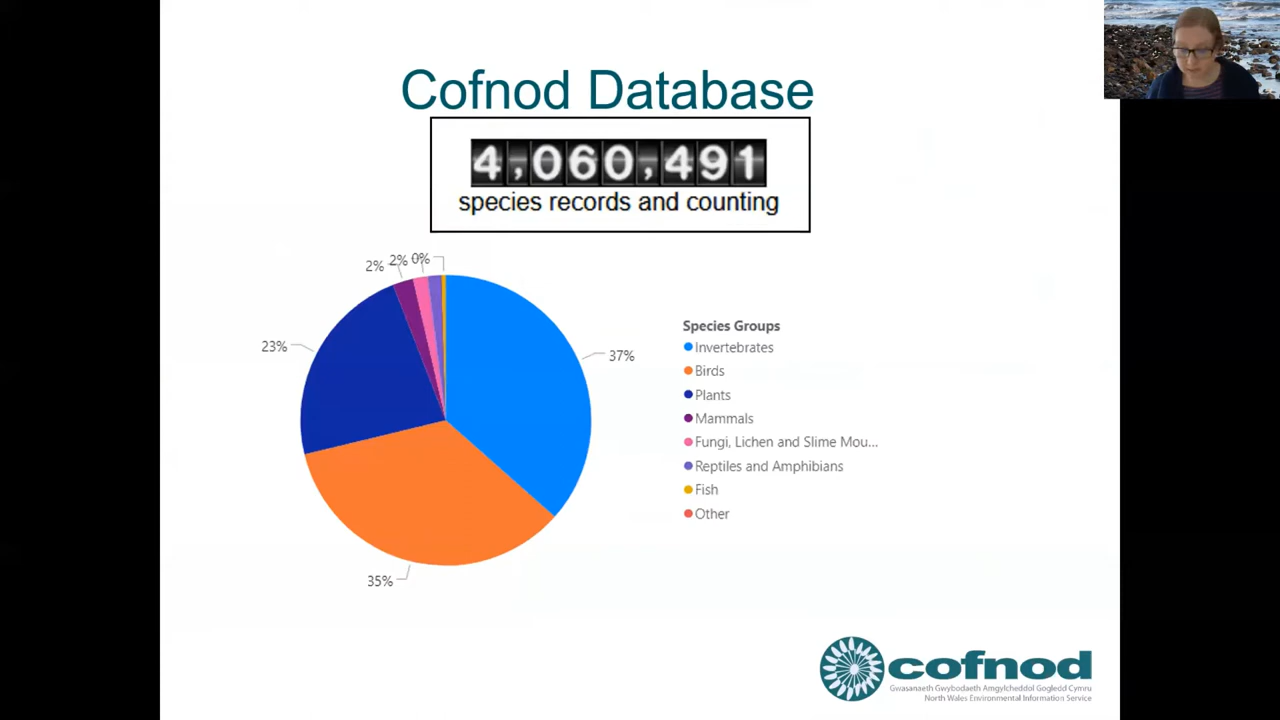 Cofnod Database
4,060,491
species records and counting
2% 2% 0%
23%
37%
35%
Species Groups
Invertebrates
Birds
Plants
Mammals
Fungi, Lichen and Slime Mou...
Reptiles and Amphibians
Fish
Other
cofnod
Gwasanaeth Gwybodaeth Amgylcheddol Gogledd Cymru
North Wales Environmental Information Service